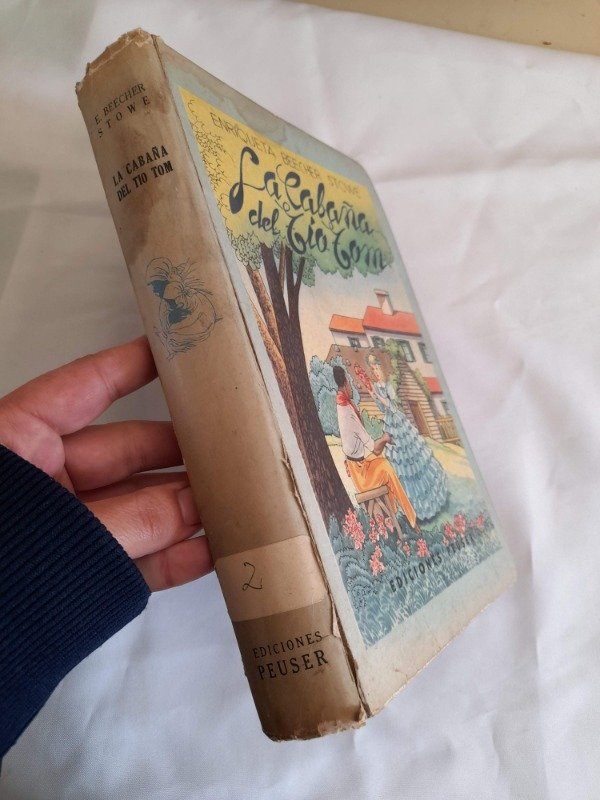 E. BEECHER
STOWE
LA CABAÑA
DEL TIO TOM
2
EDICIONES
PEUSER
ENRIQUETA BEECHER STOWE
La Cabaña
del Tío Tom
EDICIONES PEUSER